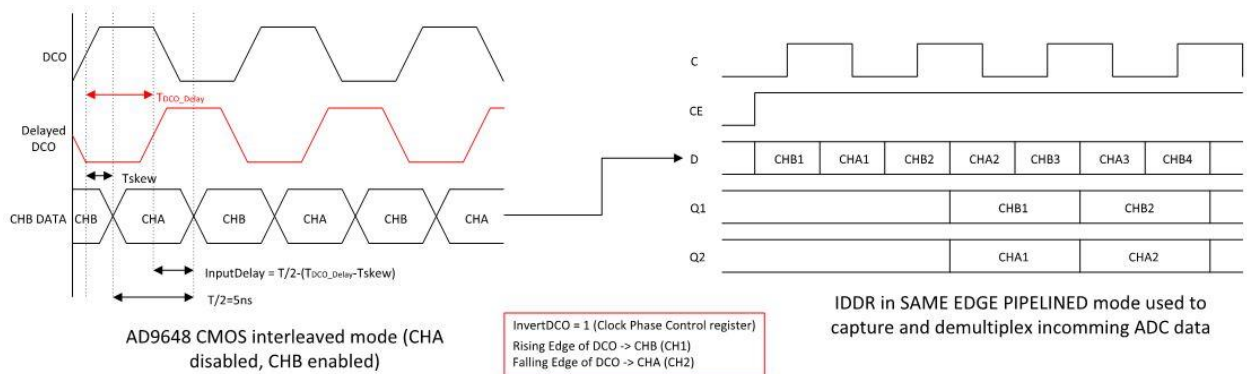 DCO
TDCO_Delay
Delayed
DCO
Tskew
CHB DATA
CHB
CHA
CHB
CHA
CHB
CHA
InputDelay = T/2-(TDCO_Delay-Tskew)
T/2=5ns
AD9648 CMOS interleaved mode (CHA
disabled, CHB enabled)
InvertDCO = 1 (Clock Phase Control register)
Rising Edge of DCO -> CHB (CH1)
Falling Edge of DCO -> CHA (CH2)
C
CE
D
CHB1
CHA1
CHB2
CHA2
CHB3
CHA3
CHB4
Q1
CHB1
CHB2
Q2
CHA1
CHA2
IDDR in SAME EDGE PIPELINED mode used to
capture and demultiplex incomming ADC data